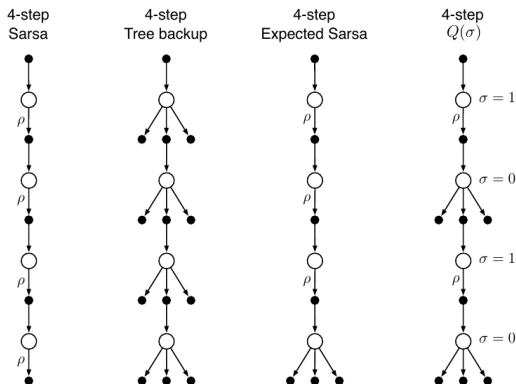 4-step
Sarsa
4-step
Tree backup
4-step
Expected Sarsa
4-step
Q(σ)
ρ
ρ
ρ
ρ
ρ
ρ
ρ
ρ
σ = 1
σ = 0
ρ
σ = 1
σ = 0